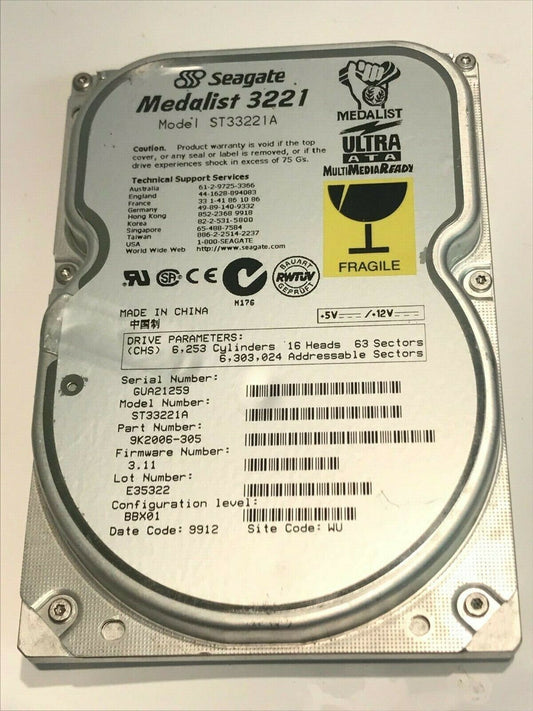 Seagate
Medalist 3221
Model ST33221A
Caution. Product warranty is void if the top
cover, or any seal or label is removed, or if the
drive experiences shock in excess of 75 G's.
Technical Support Services
Australia 61-2-9725-3366
England 44-1628-894083
France 33 1-41 86 10 86
Germany 49-89-140-9332
Hong Kong 852-2368 9918
Korea 82-2-531-5800
Singapore 65-488-7584
Taiwan 886-2-2514-2237
USA 1-800-SEAGATE
World Wide Web http://www.seagate.com
MEDALIST
ULTRA
ATA
MULTIMEDIAREADY
FRAGILE
SA
CE
N176
BAUART
RWTÜV
GEPRÜFT
MADE IN CHINA
中国制
+5V /+12V
DRIVE PARAMETERS:
(CHS) 6,253 Cylinders 16 Heads 63 Sectors
6,303,024 Addressable Sectors
Serial Number:
GUA21259
Model Number:
ST33221A
Part Number:
9K2006-305
Firmware Number:
3.11
Lot Number:
E35322
Configuration level:
BBX01
Date Code: 9912 Site Code: WU